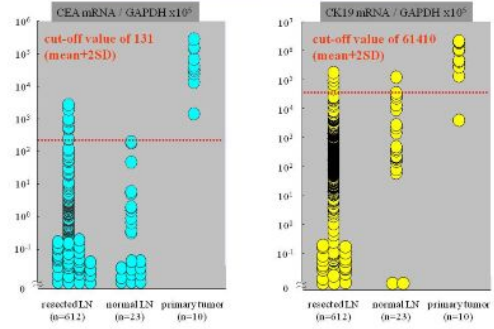 CEA mRNA / GAPDH x10⁵
cut-off value of 131
(mean+2SD)
10⁶
10⁵
10⁴
10³
10²
10¹
10⁰
10⁻¹
0
resected LN
(n=612)
normal LN
(n=23)
primary tumor
(n=10)
CK19 mRNA / GAPDH x10⁵
cut-off value of 61410
(mean+2SD)
10⁷
10⁶
10⁵
10⁴
10³
10²
10¹
10⁰
10⁻¹
0
resected LN
(n=612)
normal LN
(n=23)
primary tumor
(n=10)